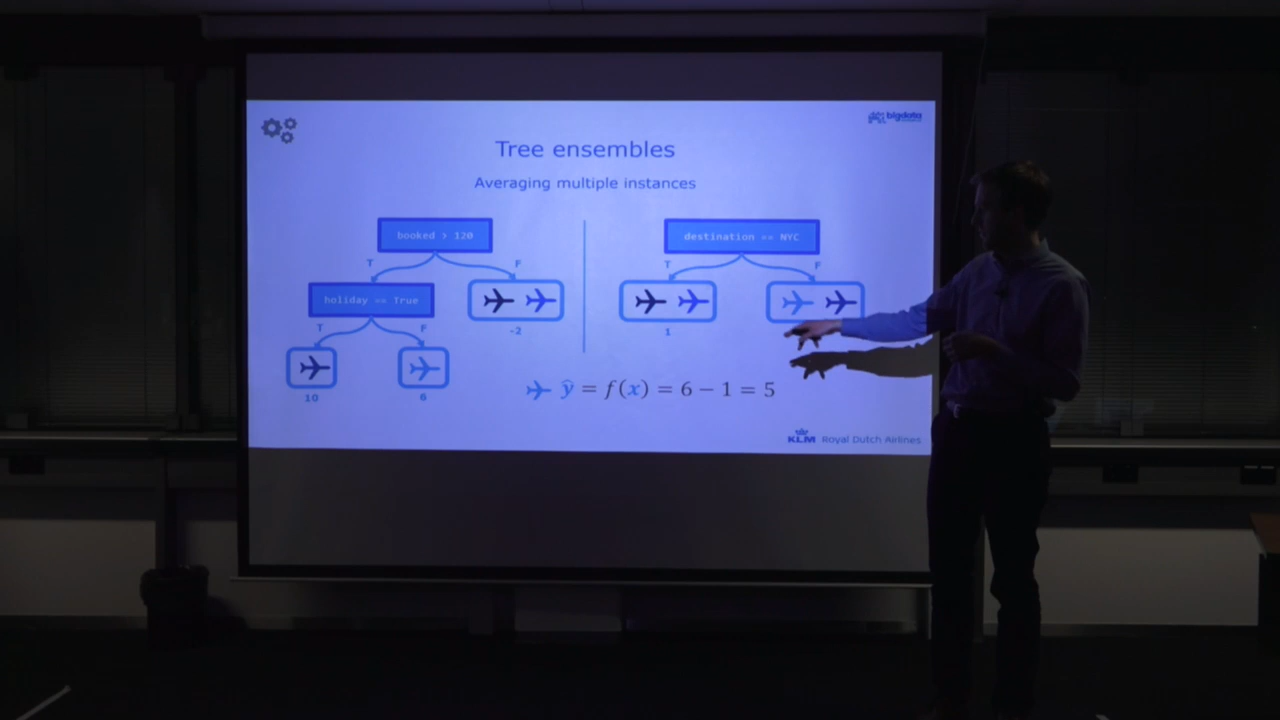 bigdata
Tree ensembles
Averaging multiple instances
booked > 120
T
F
holiday == True
-2
T
F
10
6
destination == NYC
T
F
1
ŷ = f(x) = 6 − 1 = 5
KLM Royal Dutch Airlines